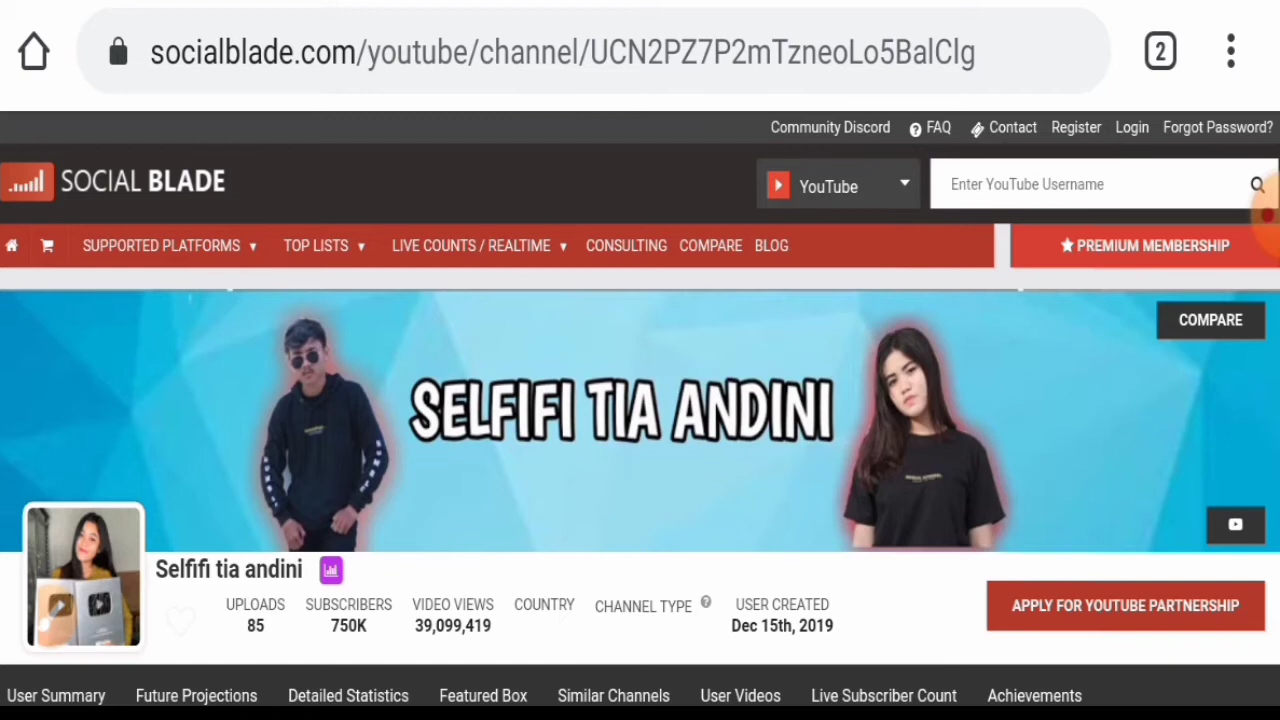 socialblade.com/youtube/channel/UCN2PZ7P2mTzneoLo5BalClg
2
Community Discord FAQ Contact Register Login Forgot Password?
SOCIAL BLADE
YouTube
Enter YouTube Username
SUPPORTED PLATFORMS TOP LISTS LIVE COUNTS / REALTIME CONSULTING COMPARE BLOG
PREMIUM MEMBERSHIP
COMPARE
SELFIFI TIA ANDINI
Selfifi tia andini
UPLOADS SUBSCRIBERS VIDEO VIEWS COUNTRY CHANNEL TYPE USER CREATED
85 750K 39,099,419 Dec 15th, 2019
APPLY FOR YOUTUBE PARTNERSHIP
User Summary Future Projections Detailed Statistics Featured Box Similar Channels User Videos Live Subscriber Count Achievements